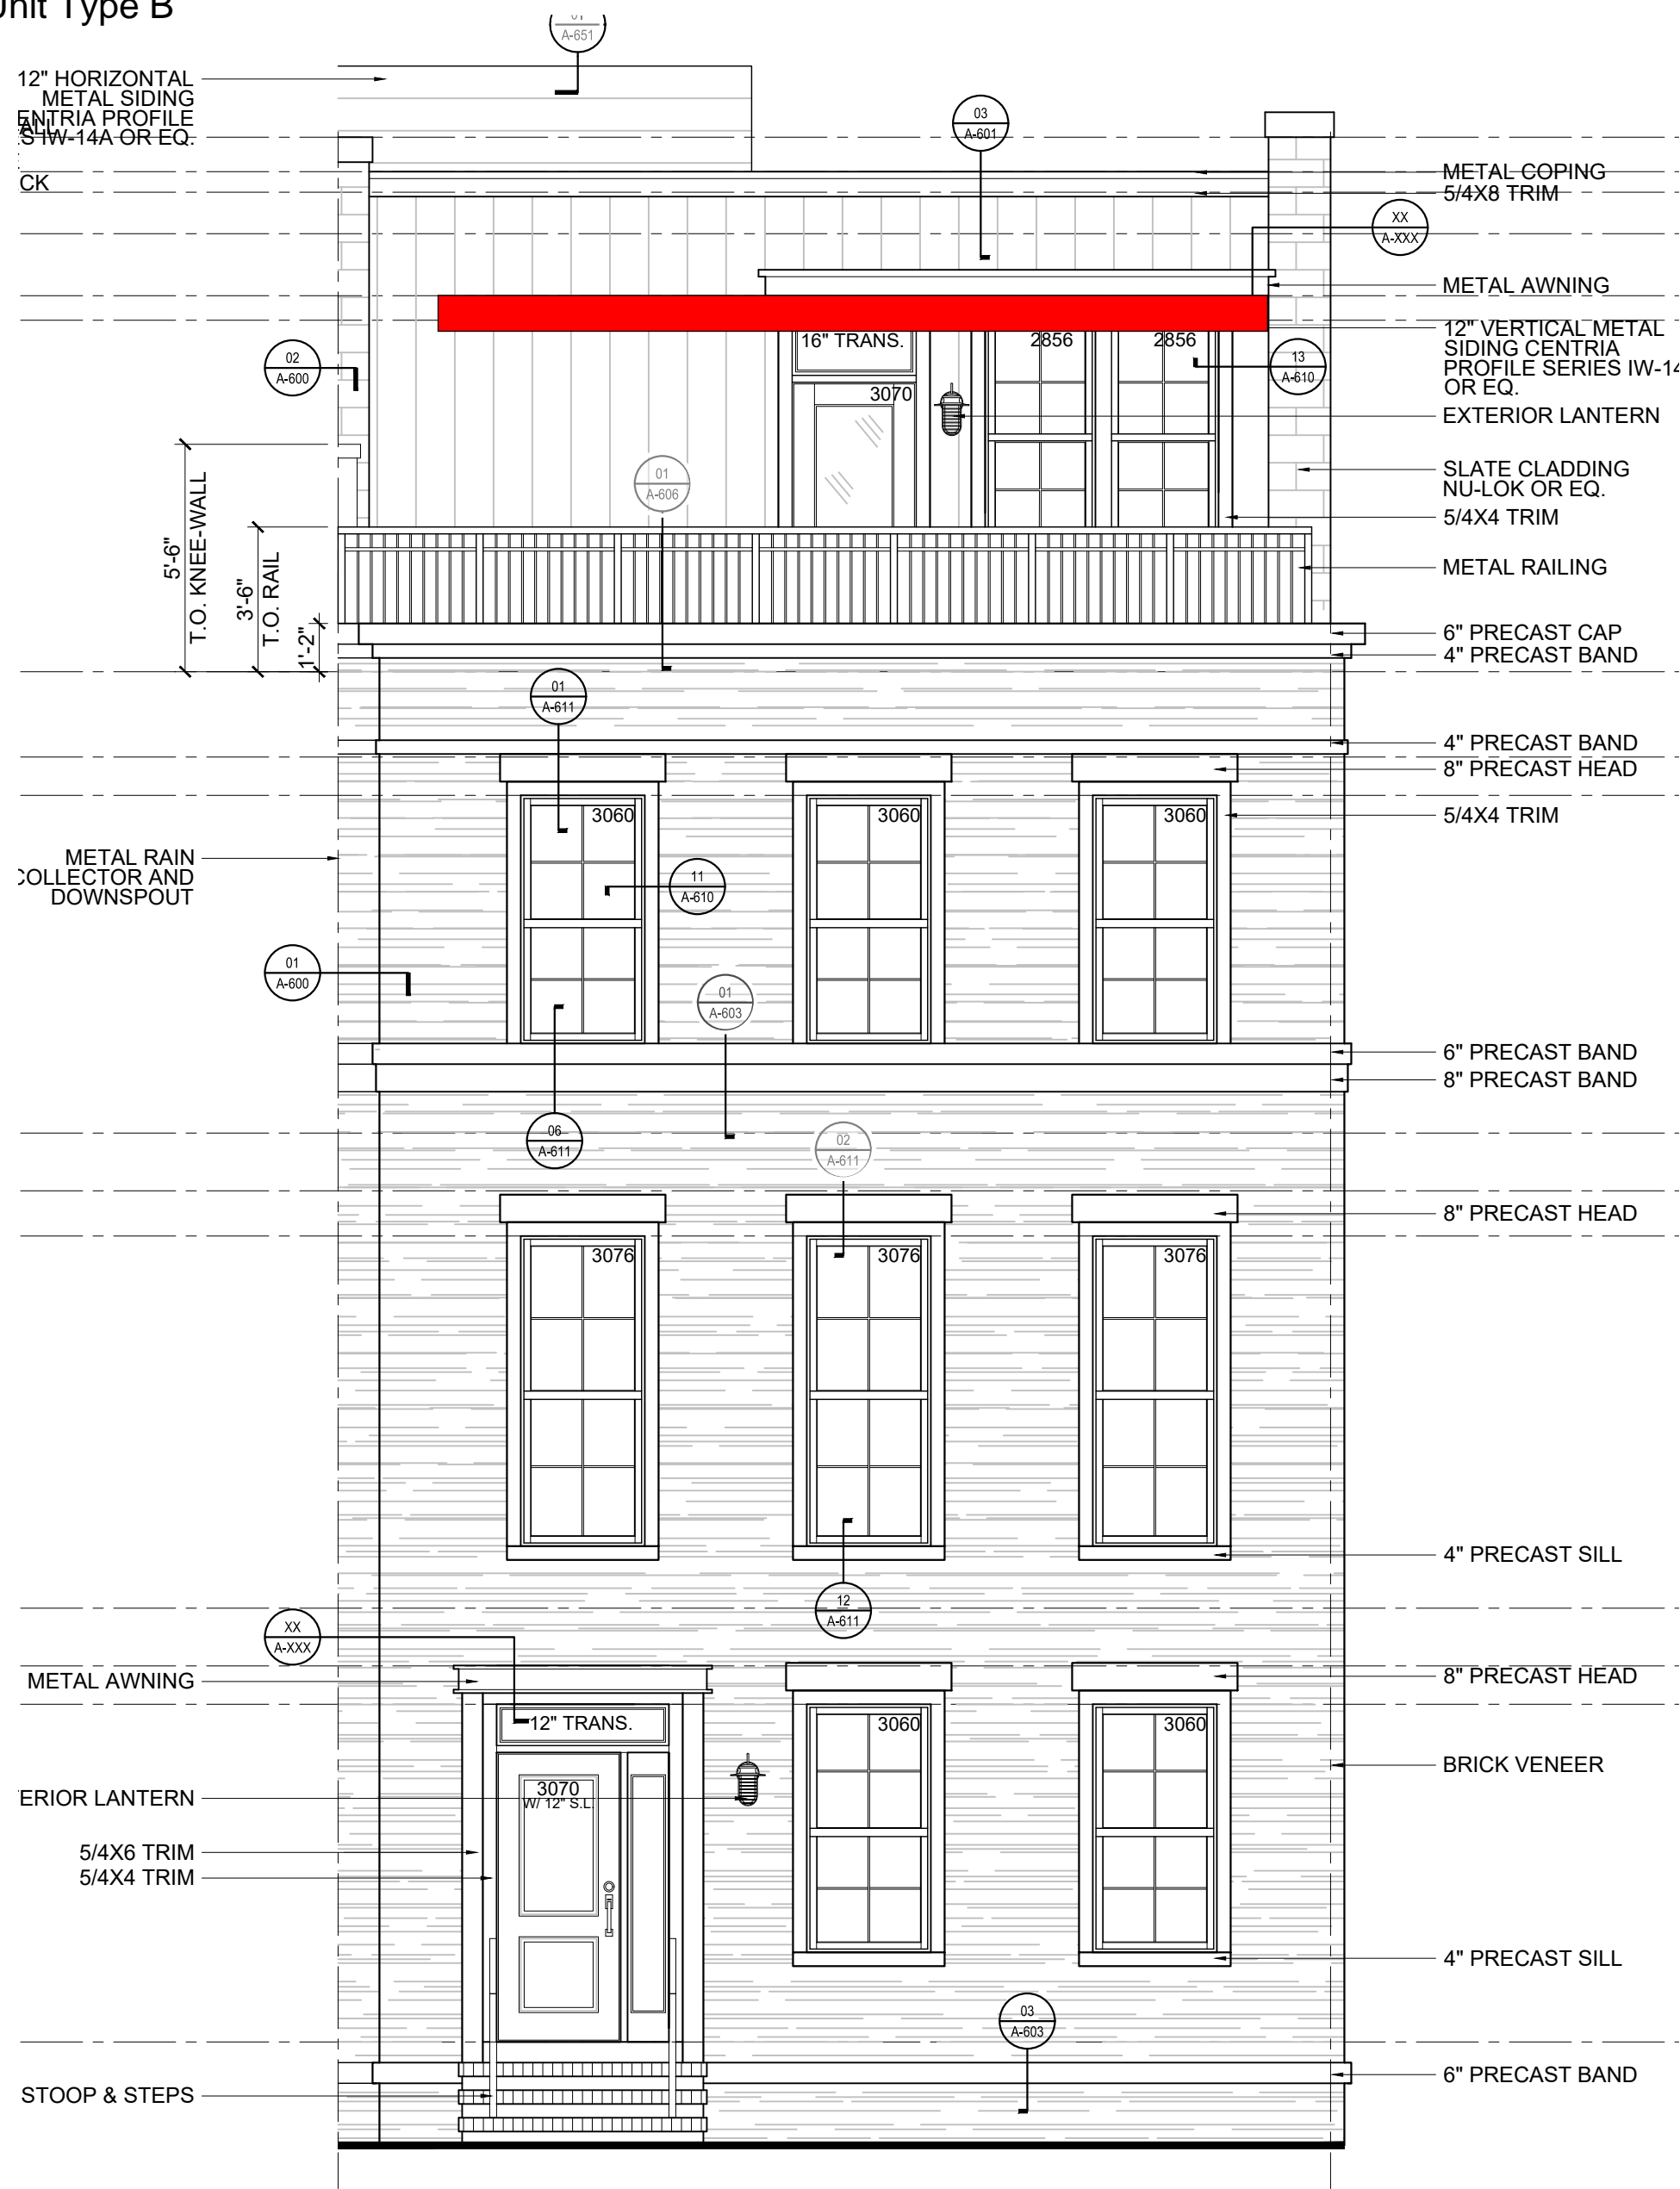 Unit Type B
01
A-651
12" HORIZONTAL
METAL SIDING
ENTRIA PROFILE
S IW-14A OR EQ.
ALL
CK
03
A-601
METAL COPING
5/4X8 TRIM
XX
A-XXX
METAL AWNING
12" VERTICAL METAL
SIDING CENTRIA
PROFILE SERIES IW-14
OR EQ.
16" TRANS.
2856
2856
02
A-600
13
A-610
3070
EXTERIOR LANTERN
01
A-606
SLATE CLADDING
NU-LOK OR EQ.
5/4X4 TRIM
5'-6"
T.O. KNEE-WALL
3'-6"
T.O. RAIL
1'-2"
METAL RAILING
6" PRECAST CAP
4" PRECAST BAND
01
A-611
4" PRECAST BAND
8" PRECAST HEAD
3060
3060
3060
5/4X4 TRIM
METAL RAIN
COLLECTOR AND
DOWNSPOUT
11
A-610
01
A-600
01
A-603
6" PRECAST BAND
8" PRECAST BAND
06
A-611
02
A-611
8" PRECAST HEAD
3076
3076
3076
4" PRECAST SILL
12
A-611
XX
A-XXX
METAL AWNING
8" PRECAST HEAD
12" TRANS.
3060
3060
BRICK VENEER
3070
W/ 12" S.L.
ERIOR LANTERN
5/4X6 TRIM
5/4X4 TRIM
4" PRECAST SILL
03
A-603
6" PRECAST BAND
STOOP & STEPS